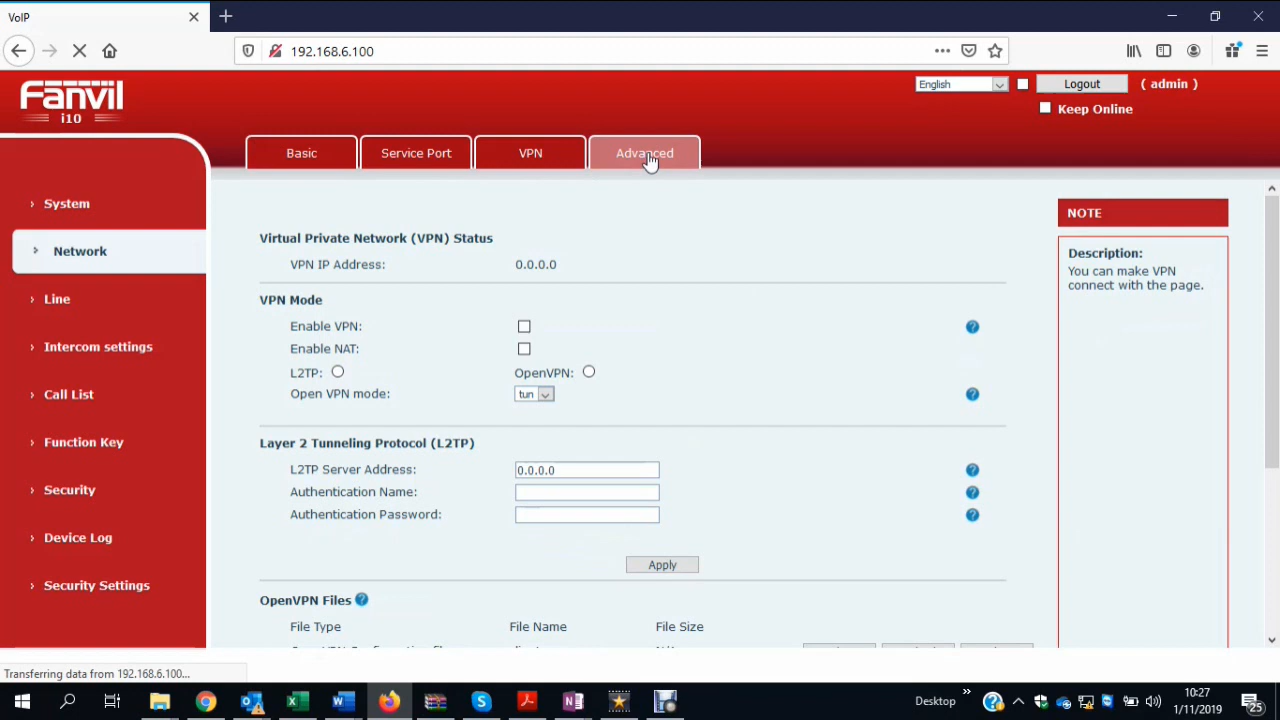 VoIP
192.168.6.100
Fanvil
i10
English
Logout
( admin )
Keep Online
Basic
Service Port
VPN
Advanced
System
Network
Line
Intercom settings
Call List
Function Key
Security
Device Log
Security Settings
Virtual Private Network (VPN) Status
VPN IP Address: 0.0.0.0
VPN Mode
Enable VPN:
Enable NAT:
L2TP: OpenVPN:
Open VPN mode: tun
Layer 2 Tunneling Protocol (L2TP)
L2TP Server Address: 0.0.0.0
Authentication Name:
Authentication Password:
Apply
OpenVPN Files
File Type File Name File Size
NOTE
Description:
You can make VPN
connect with the page.
Transferring data from 192.168.6.100...
Desktop
10:27
1/11/2019
25